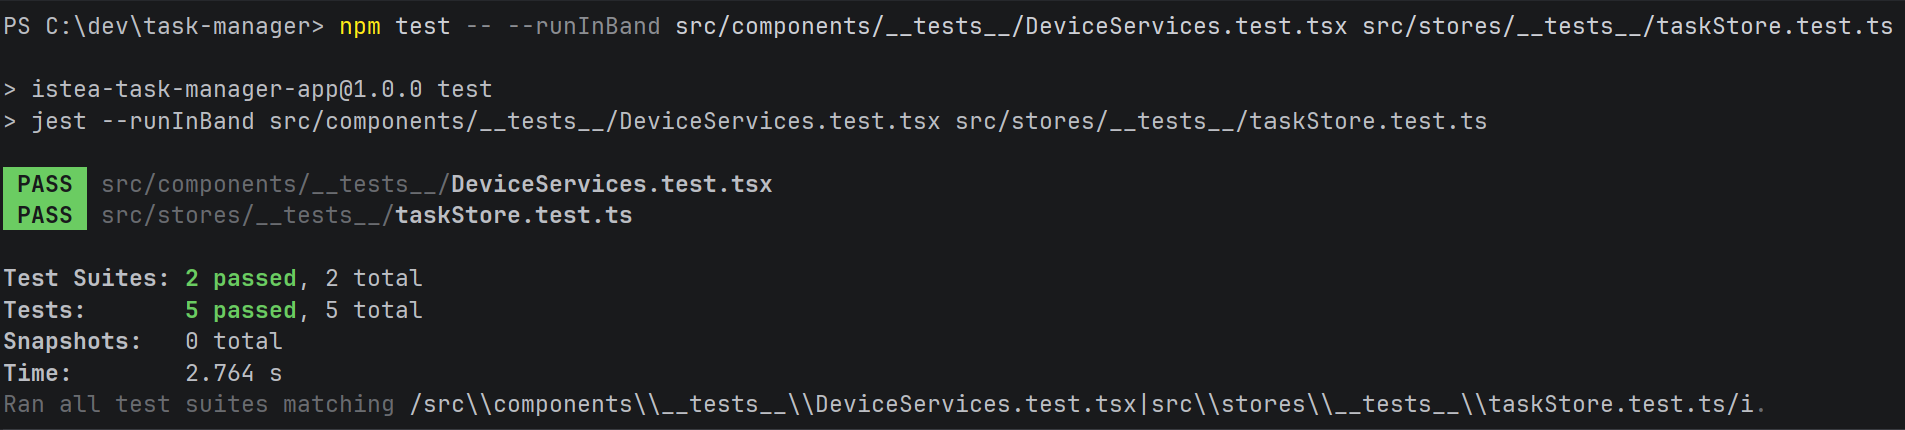 PS C:\dev\task-manager> npm test -- --runInBand src/components/__tests__/DeviceServices.test.tsx src/stores/__tests__/taskStore.test.ts
> istea-task-manager-app@1.0.0 test
> jest --runInBand src/components/__tests__/DeviceServices.test.tsx src/stores/__tests__/taskStore.test.ts
PASS src/components/__tests__/DeviceServices.test.tsx
PASS src/stores/__tests__/taskStore.test.ts
Test Suites: 2 passed, 2 total
Tests: 5 passed, 5 total
Snapshots: 0 total
Time: 2.764 s
Ran all test suites matching /src\\components\\__tests__\\DeviceServices.test.tsx|src\\stores\\__tests__\\taskStore.test.ts/i.